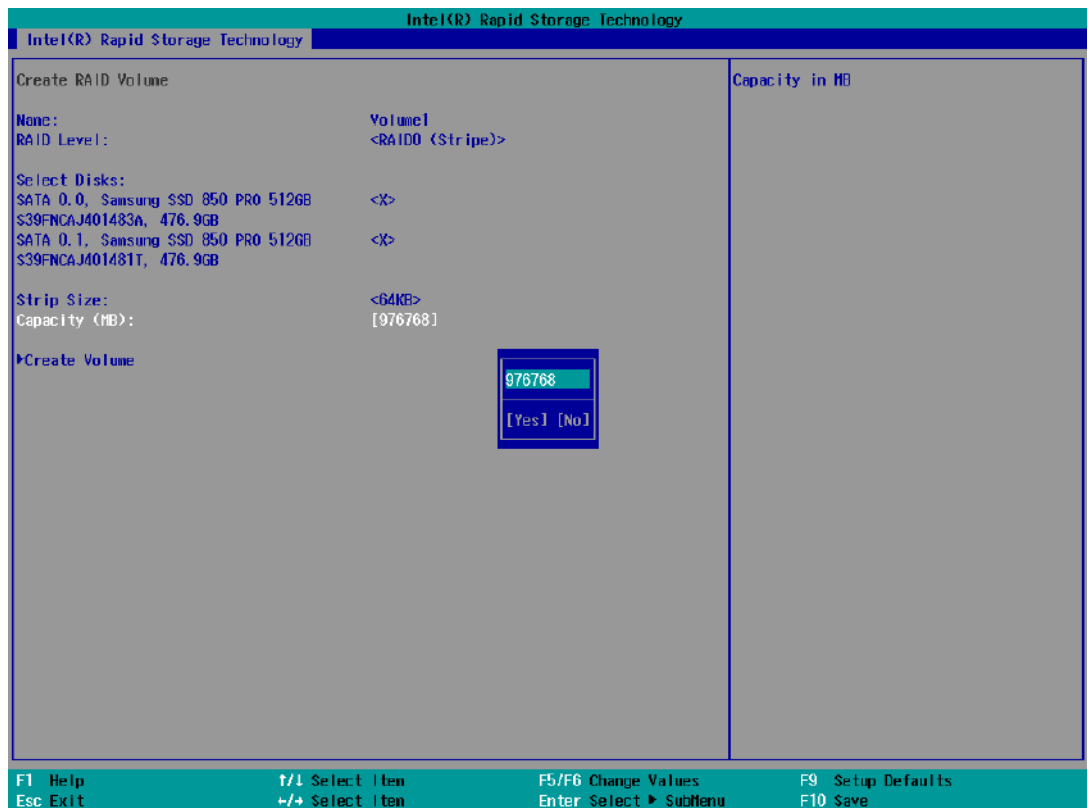 Intel(R) Rapid Storage Technology
Intel(R) Rapid Storage Technology
Create RAID Volume
Capacity in MB
Name: Volume1
RAID Level: <RAID0 (Stripe)>
Select Disks:
SATA 0.0, Samsung SSD 850 PRO 512GB <X>
S39FNCAJ401483A, 476.9GB
SATA 0.1, Samsung SSD 850 PRO 512GB <X>
S39FNCAJ401481T, 476.9GB
Strip Size: <64KB>
Capacity (MB): [976768]
▶Create Volume
976768
[Yes] [No]
F1 Help ↑/↓ Select Item F5/F6 Change Values F9 Setup Defaults
Esc Exit ←/→ Select Item Enter Select ▶ SubMenu F10 Save